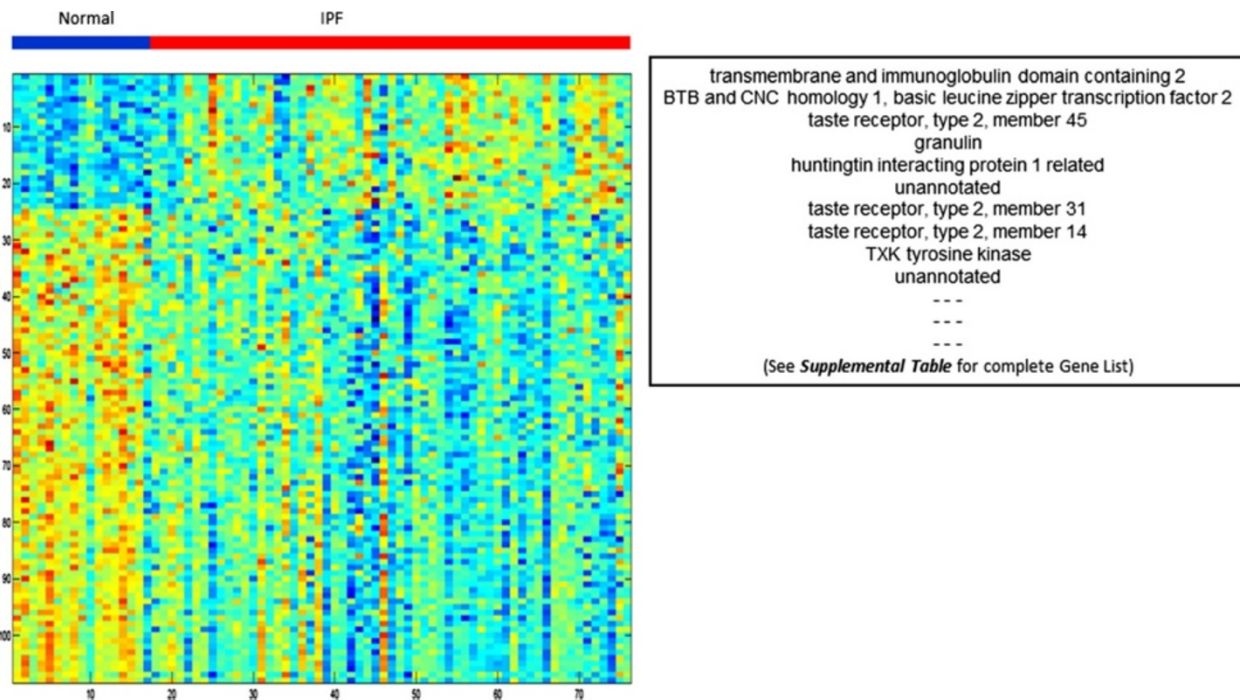 Normal
IPF
10
20
30
40
50
60
70
80
90
100
10
20
30
40
50
60
70
transmembrane and immunoglobulin domain containing 2
BTB and CNC homology 1, basic leucine zipper transcription factor 2
taste receptor, type 2, member 45
granulin
huntingtin interacting protein 1 related
unannotated
taste receptor, type 2, member 31
taste receptor, type 2, member 14
TXK tyrosine kinase
unannotated
- - -
- - -
- - -
(See Supplemental Table for complete Gene List)